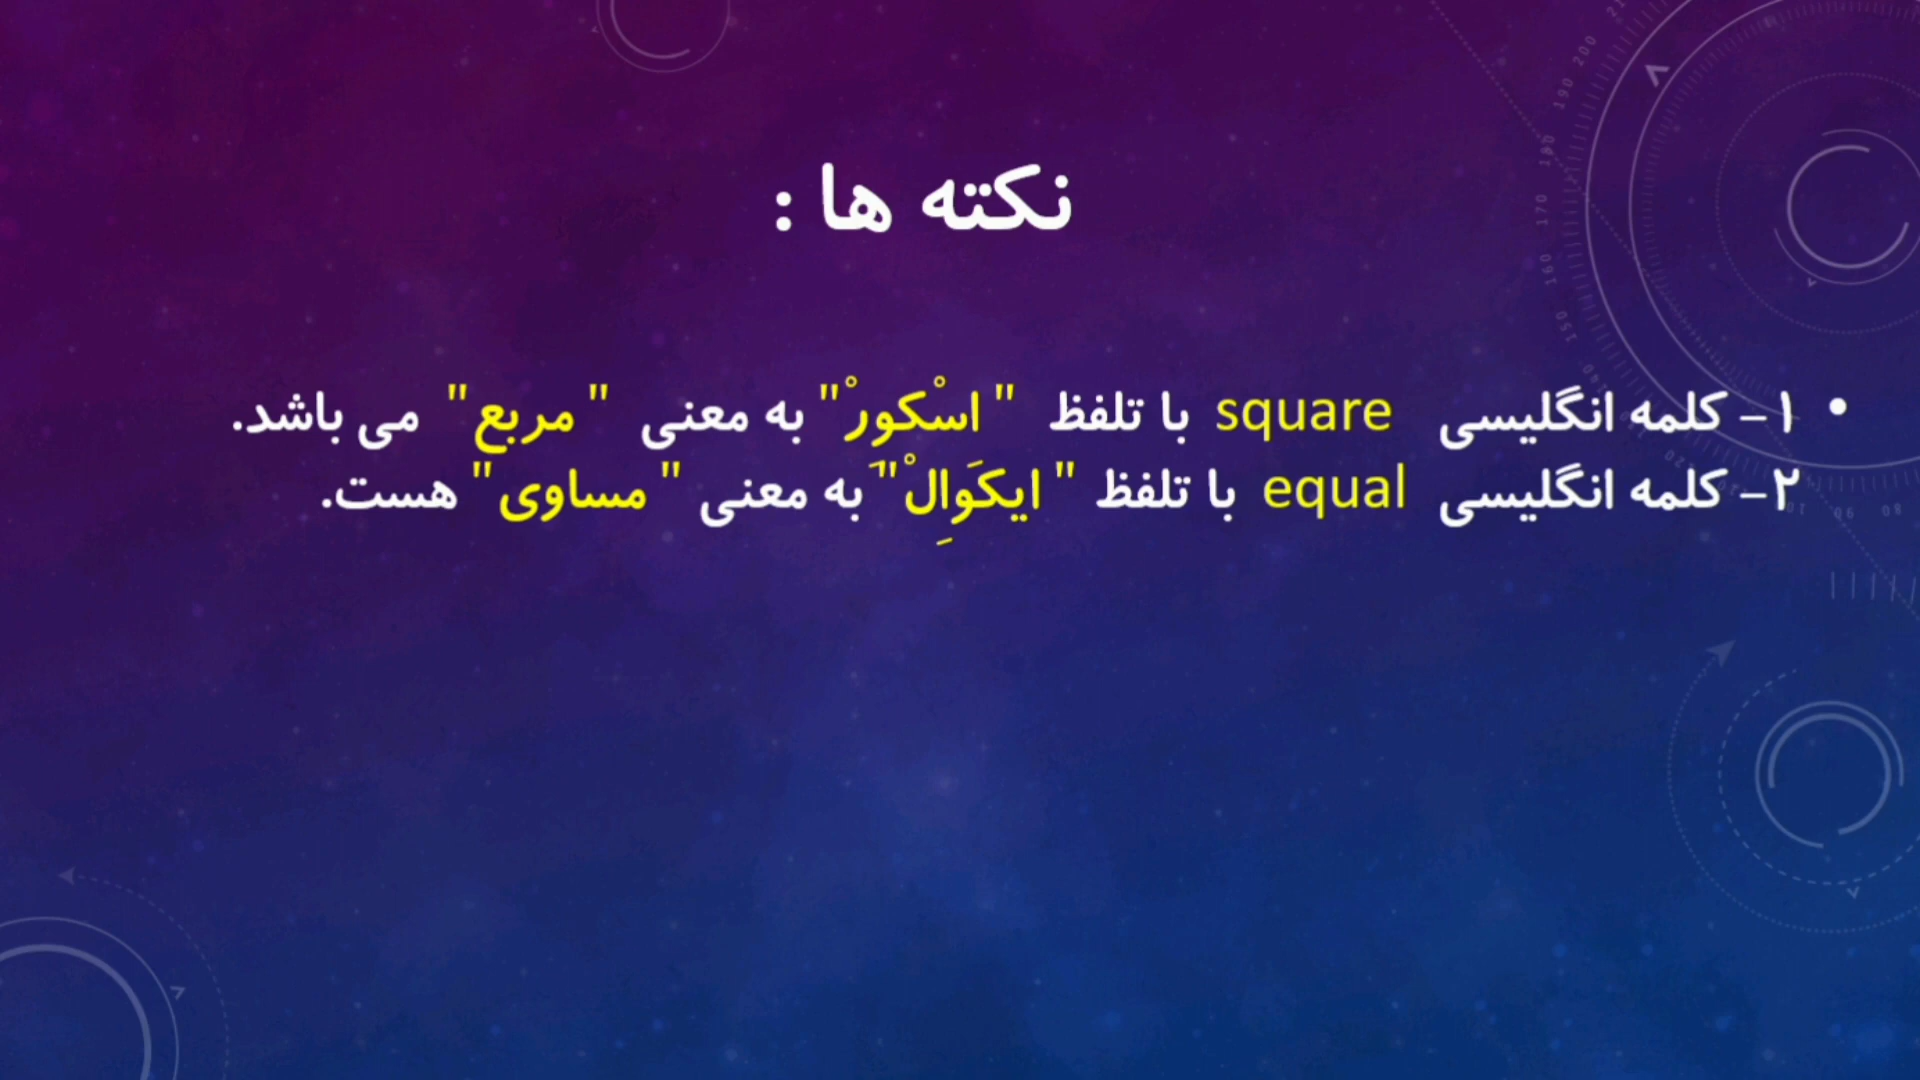 نکته ها :
• ۱- کلمه انگلیسی square با تلفظ " اسْکورْ" به معنی " مربع" می باشد.
۲- کلمه انگلیسی equal با تلفظ " ایکَوِالْ"َ به معنی " مساوی" هست.